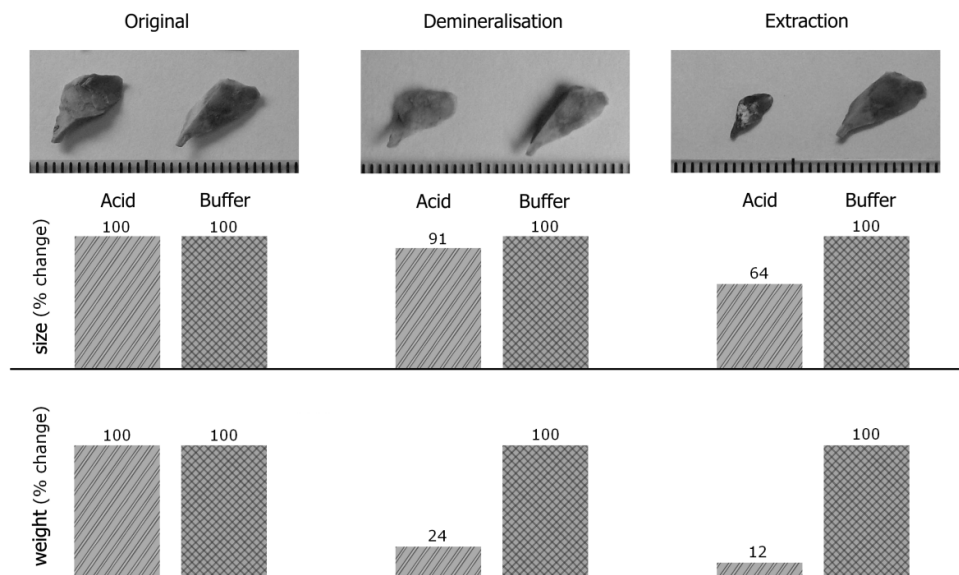 Original Demineralisation Extraction
Acid Buffer Acid Buffer Acid Buffer
size (% change)
100 100 91 100 64 100
weight (% change)
100 100 24 100 12 100